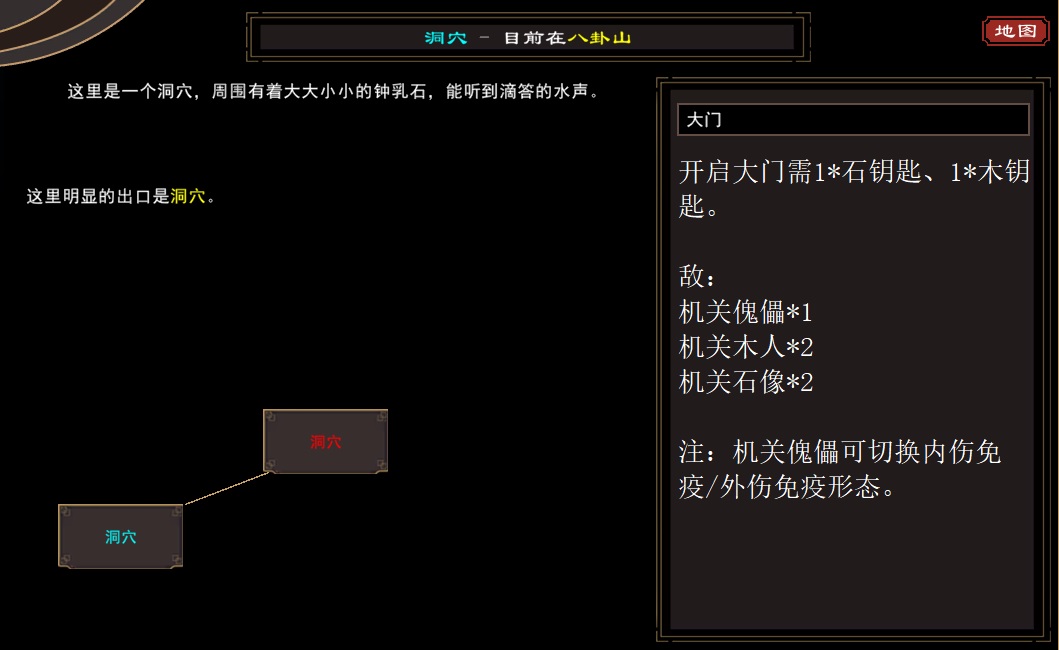 洞穴 - 目前在八卦山
地图
这里是一个洞穴，周围有着大大小小的钟乳石，能听到滴答的水声。
这里明显的出口是洞穴。
洞穴
洞穴
大门
开启大门需1*石钥匙、1*木钥
匙。
敌：
机关傀儡*1
机关木人*2
机关石像*2
注：机关傀儡可切换内伤免
疫/外伤免疫形态。